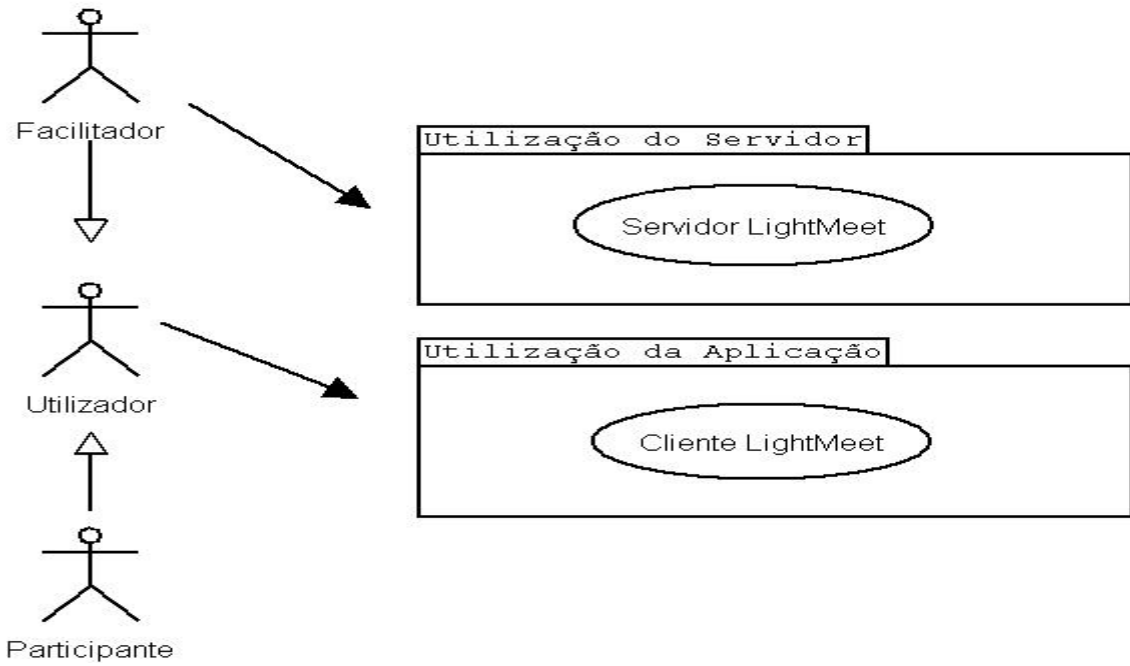 Facilitador
Utilização do Servidor
Servidor LightMeet
Utilizador
Utilização da Aplicação
Cliente LightMeet
Participante